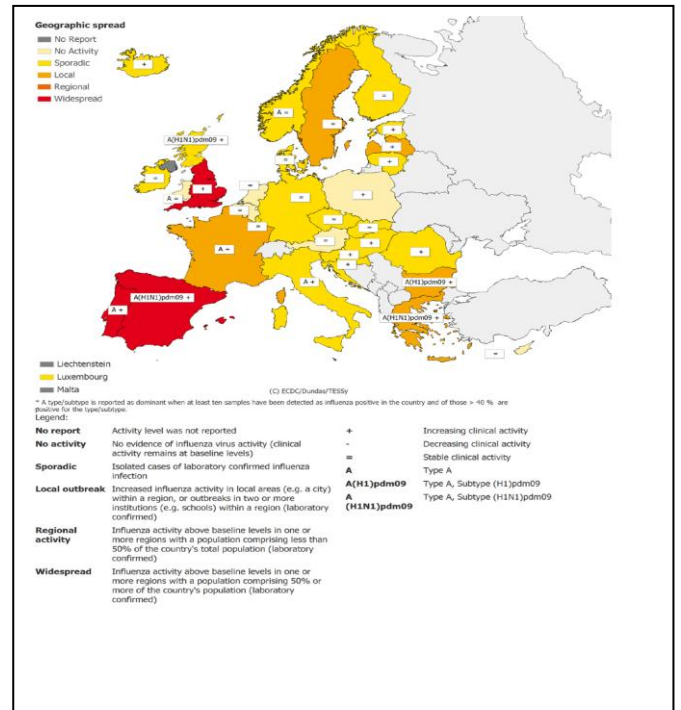 Geographic spread
No Report
No Activity
Sporadic
Local
Regional
Widespread
+
A(H1N1)pdm09 +
A =
=
=
+
=
+
=
+
=
+
A =
=
=
=
=
+
=
=
=
+
+
+
A =
A +
A(H1)pdm09 +
A(H1N1)pdm09 +
A +
A(H1N1)pdm09 +
=
Liechtenstein
Luxembourg
Malta
(C) ECDC/Dundas/TESSy
* A type/subtype is reported as dominant when at least ten samples have been detected as influenza positive in the country and of those > 40 % are
positive for the type/subtype.
Legend:
No report Activity level was not reported + Increasing clinical activity
No activity No evidence of influenza virus activity (clinical - Decreasing clinical activity
activity remains at baseline levels) = Stable clinical activity
Sporadic Isolated cases of laboratory confirmed influenza A Type A
infection A(H1)pdm09 Type A, Subtype (H1)pdm09
Local outbreak Increased influenza activity in local areas (e.g. a city) A Type A, Subtype (H1N1)pdm09
within a region, or outbreaks in two or more (H1N1)pdm09
institutions (e.g. schools) within a region (laboratory
confirmed)
Regional Influenza activity above baseline levels in one or
activity more regions with a population comprising less than
50% of the country's total population (laboratory
confirmed)
Widespread Influenza activity above baseline levels in one or
more regions with a population comprising 50% or
more of the country's population (laboratory
confirmed)